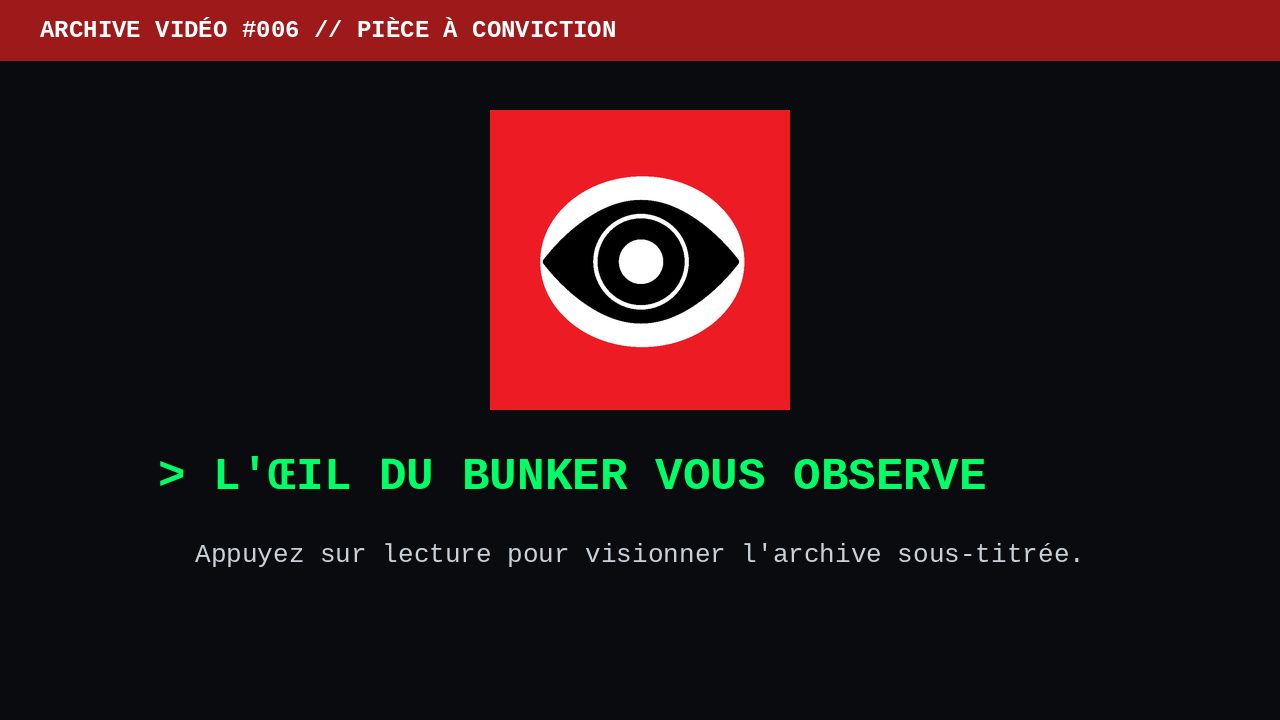 ARCHIVE VIDÉO #006 // PIÈCE À CONVICTION
> L'ŒIL DU BUNKER VOUS OBSERVE
Appuyez sur lecture pour visionner l'archive sous-titrée.